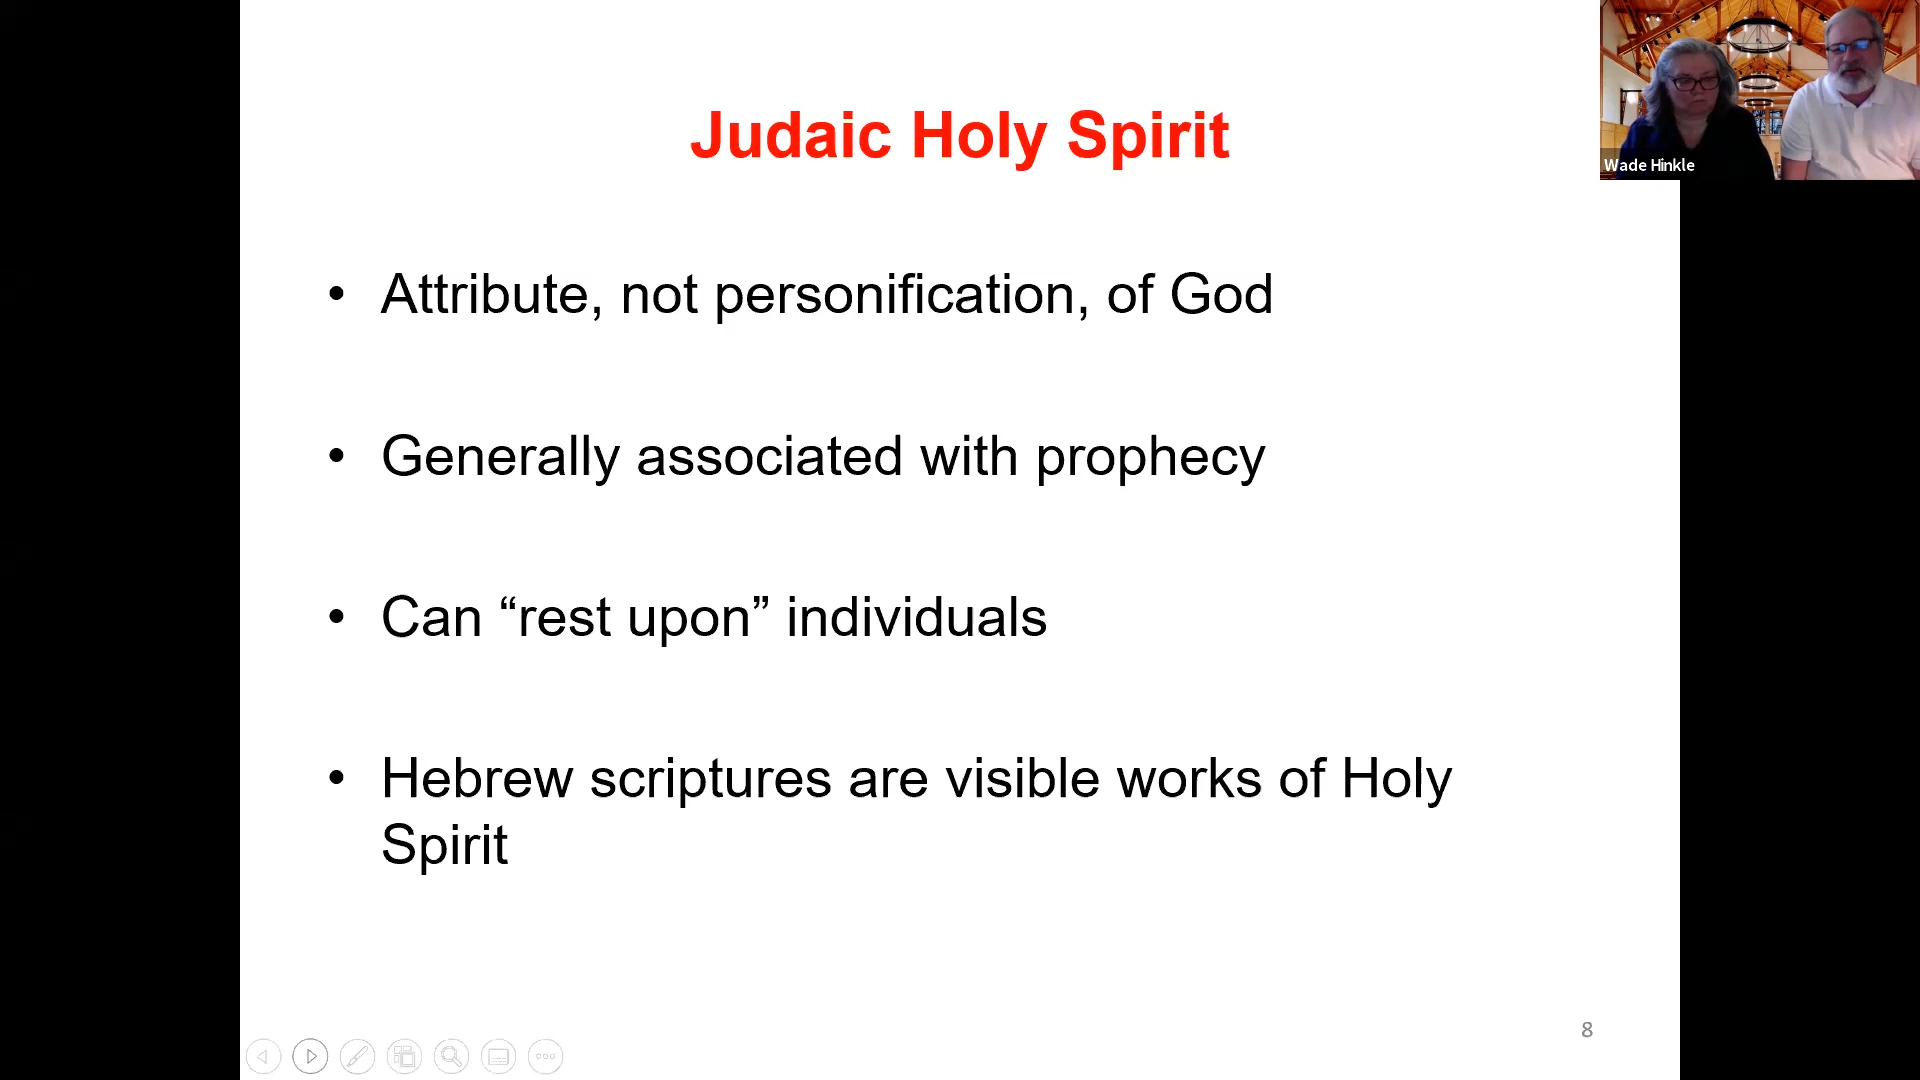 Judaic Holy Spirit
Wade Hinkle
• Attribute, not personification, of God
• Generally associated with prophecy
• Can “rest upon” individuals
• Hebrew scriptures are visible works of Holy
Spirit
8